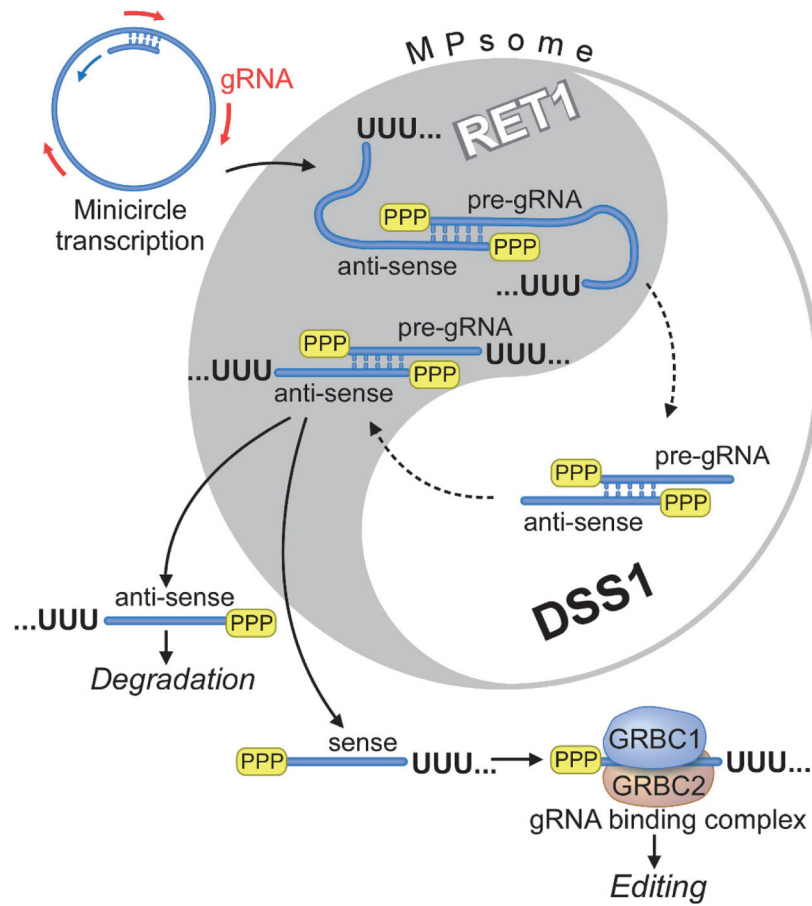 MPsome
gRNA
Minicircle
transcription
RET1
UUU...
PPP
pre-gRNA
PPP
anti-sense
...UUU
PPP
pre-gRNA
UUU...
...UUU
PPP
anti-sense
PPP
pre-gRNA
PPP
anti-sense
DSS1
anti-sense
...UUU
PPP
Degradation
sense
PPP
UUU...
PPP
GRBC1
UUU...
GRBC2
gRNA binding complex
Editing